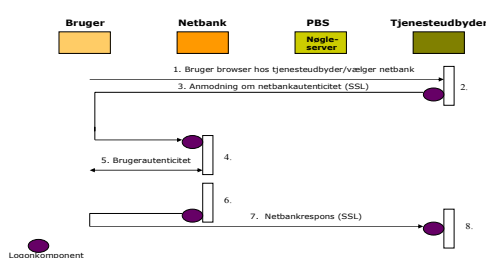 Bruger
Netbank
PBS
Tjenesteudbyder
Nøgle-
server
1. Bruger browser hos tjenesteudbyder/vælger netbank
2.
3. Anmodning om netbankautenticitet (SSL)
4.
5. Brugerautenticitet
6.
7. Netbankrespons (SSL)
8.
Logonkomponent